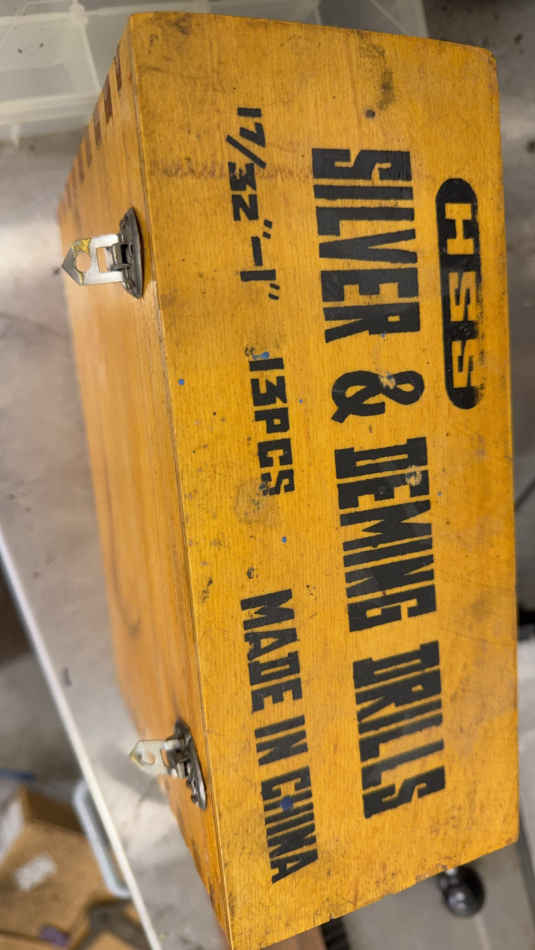 HSS
SILVER & DEMING DRILLS
17/32"-1" 13PCS MADE IN CHINA